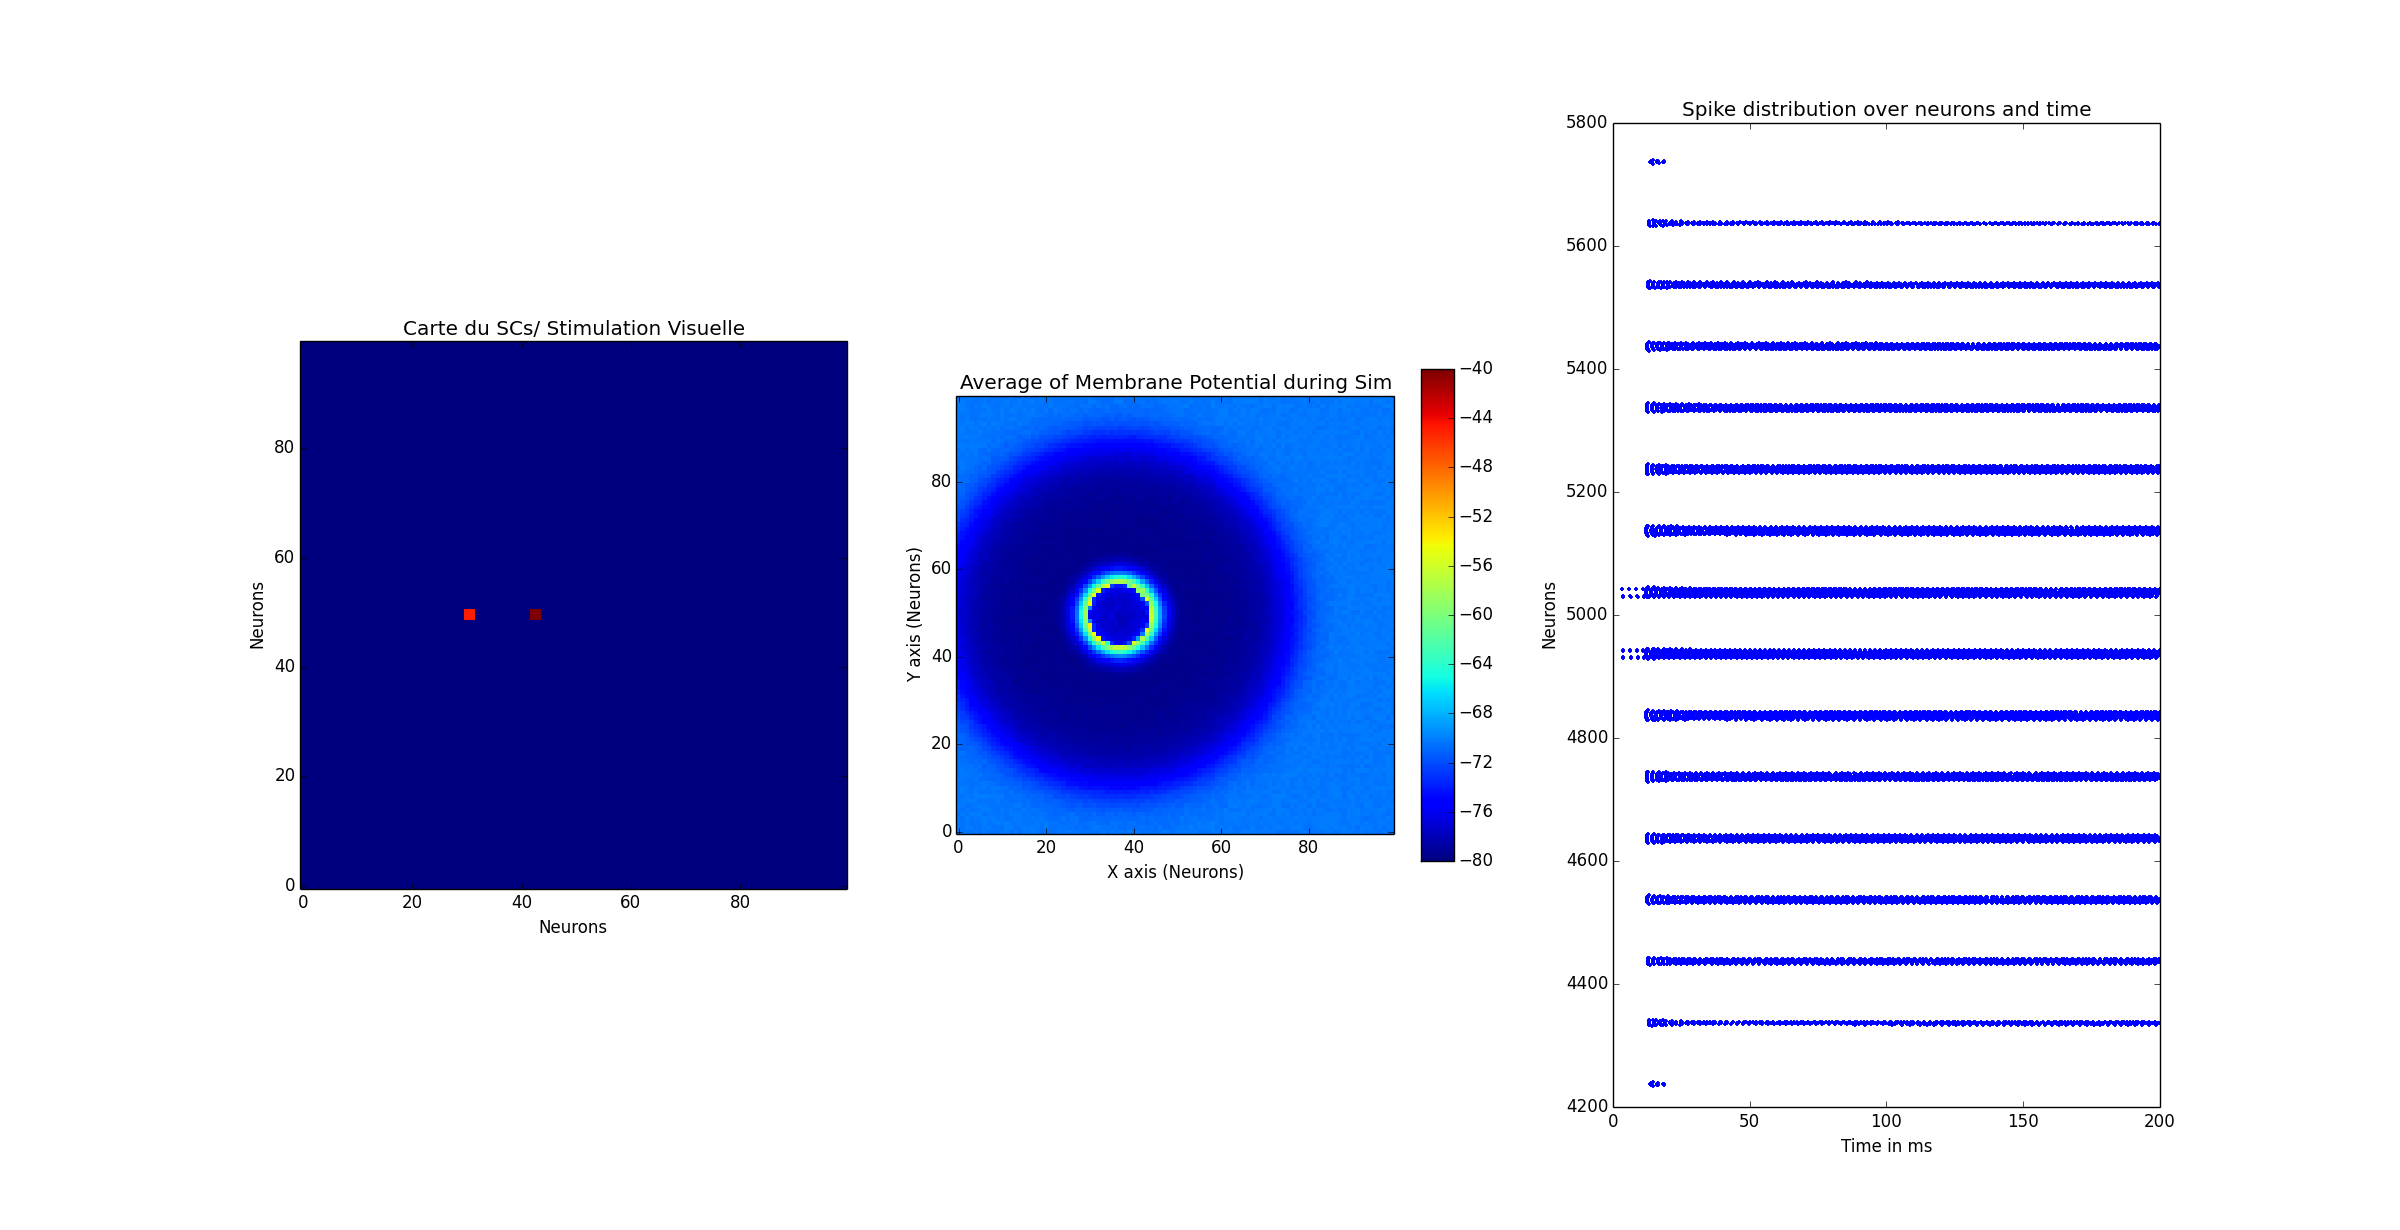 Carte du SCs/ Stimulation Visuelle
80
60
40
20
0
Neurons
0 20 40 60 80
Neurons
Average of Membrane Potential during Sim
80
60
40
20
0
Y axis (Neurons)
0 20 40 60 80
X axis (Neurons)
−40
−44
−48
−52
−56
−60
−64
−68
−72
−76
−80
Spike distribution over neurons and time
5800
5600
5400
5200
5000
4800
4600
4400
4200
Neurons
0 50 100 150 200
Time in ms